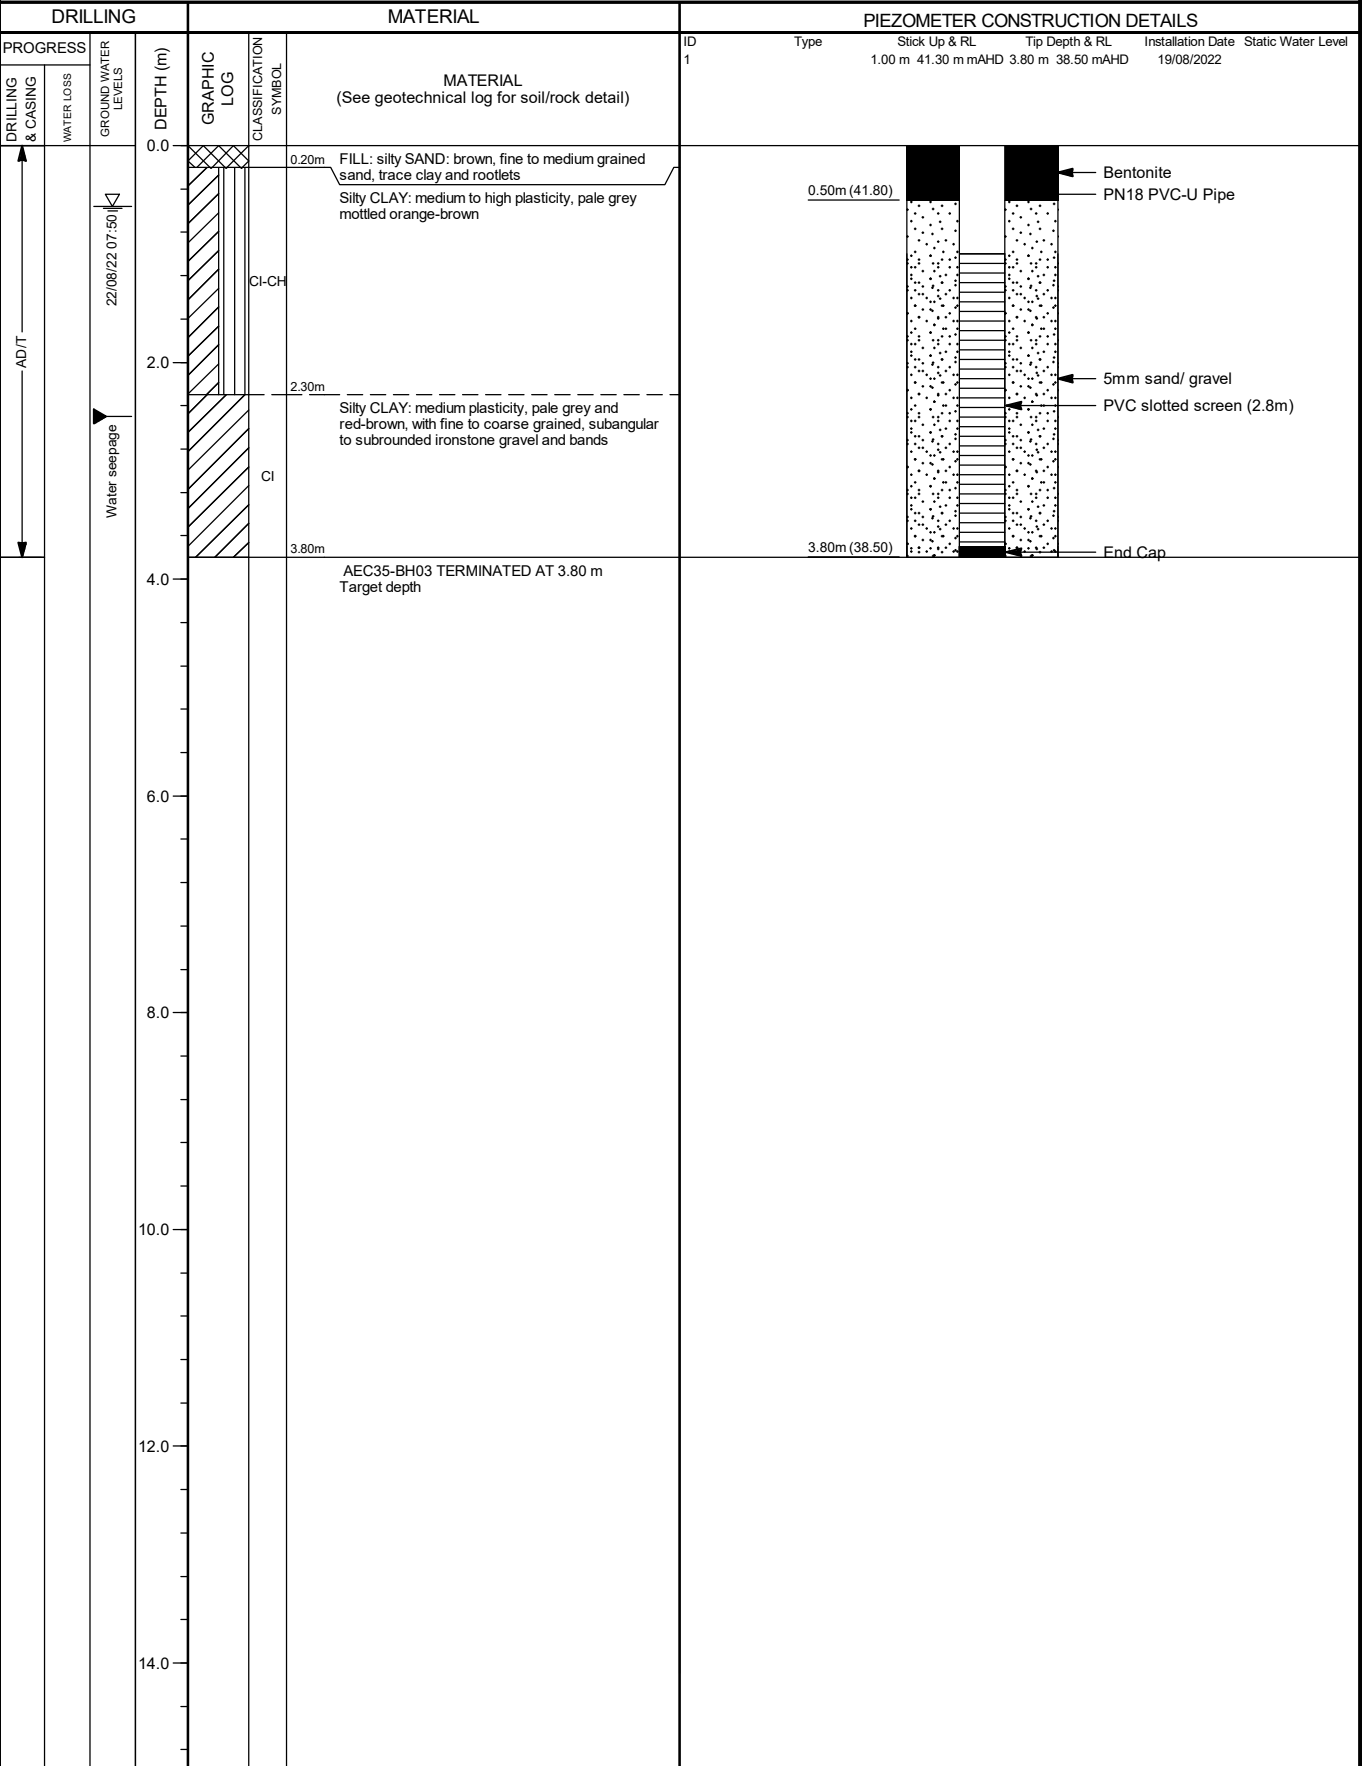 DRILLING
MATERIAL
PIEZOMETER CONSTRUCTION DETAILS
PROGRESS
DRILLING
& CASING
WATER LOSS
GROUND WATER
LEVELS
DEPTH (m)
GRAPHIC
LOG
CLASSIFICATION
SYMBOL
MATERIAL
(See geotechnical log for soil/rock detail)
ID Type Stick Up & RL Tip Depth & RL Installation Date Static Water Level
1 1.00 m 41.30 m mAHD 3.80 m 38.50 mAHD 19/08/2022
0.0
0.20m
FILL: silty SAND: brown, fine to medium grained
sand, trace clay and rootlets
Silty CLAY: medium to high plasticity, pale grey
mottled orange-brown
Bentonite
PN18 PVC-U Pipe
0.50m (41.80)
22/08/22 07:50
CI-CH
AD/T
2.0
2.30m
Silty CLAY: medium plasticity, pale grey and
red-brown, with fine to coarse grained, subangular
to subrounded ironstone gravel and bands
5mm sand/ gravel
PVC slotted screen (2.8m)
Water seepage
CI
3.80m
3.80m (38.50)
End Cap
AEC35-BH03 TERMINATED AT 3.80 m
Target depth
4.0
6.0
8.0
10.0
12.0
14.0